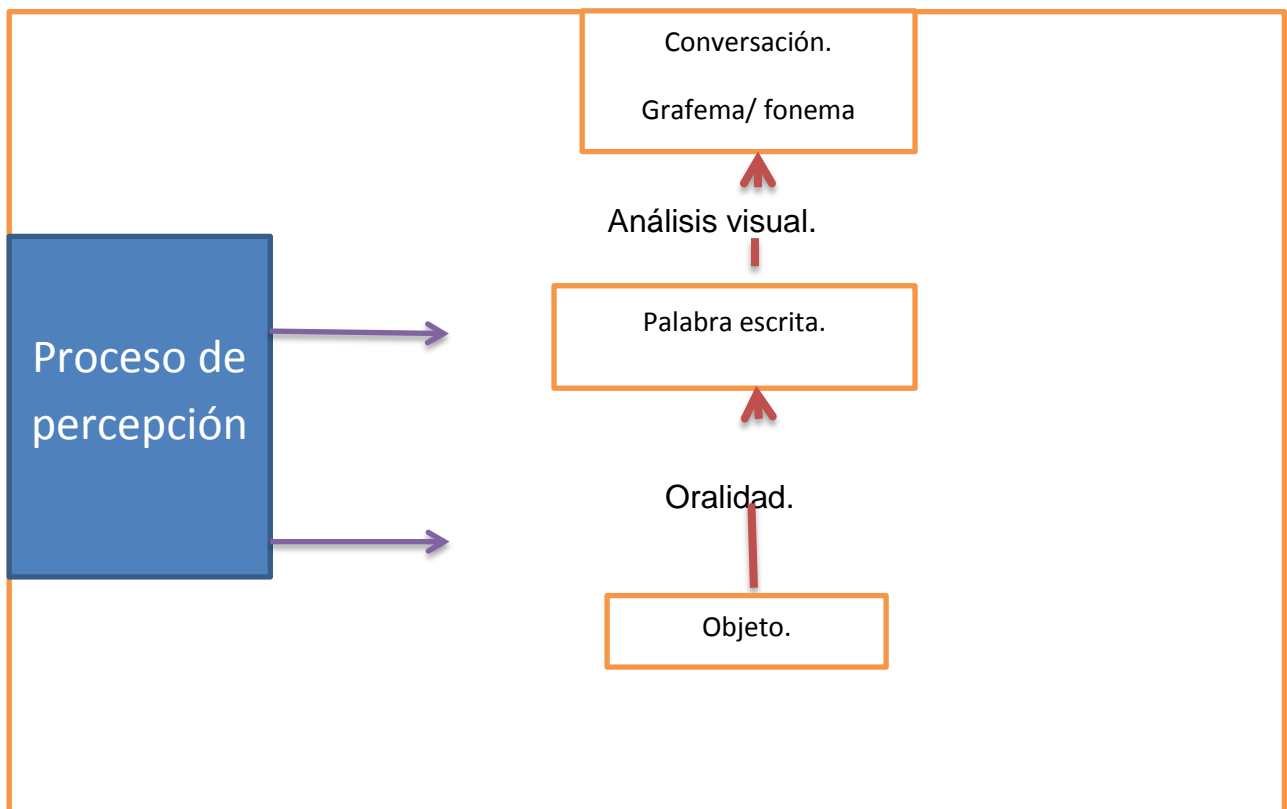 Conversación.
Grafema/ fonema
Análisis visual.
Palabra escrita.
Proceso de
percepción
Oralidad.
Objeto.